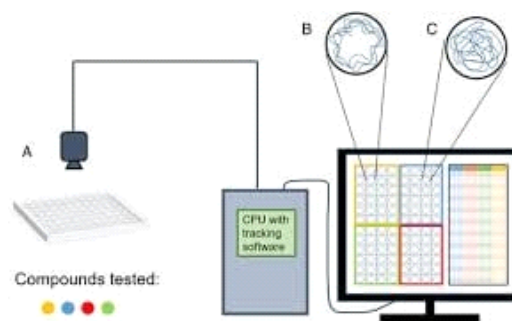 B
C
A
CPU with
tracking
software
Compounds tested: